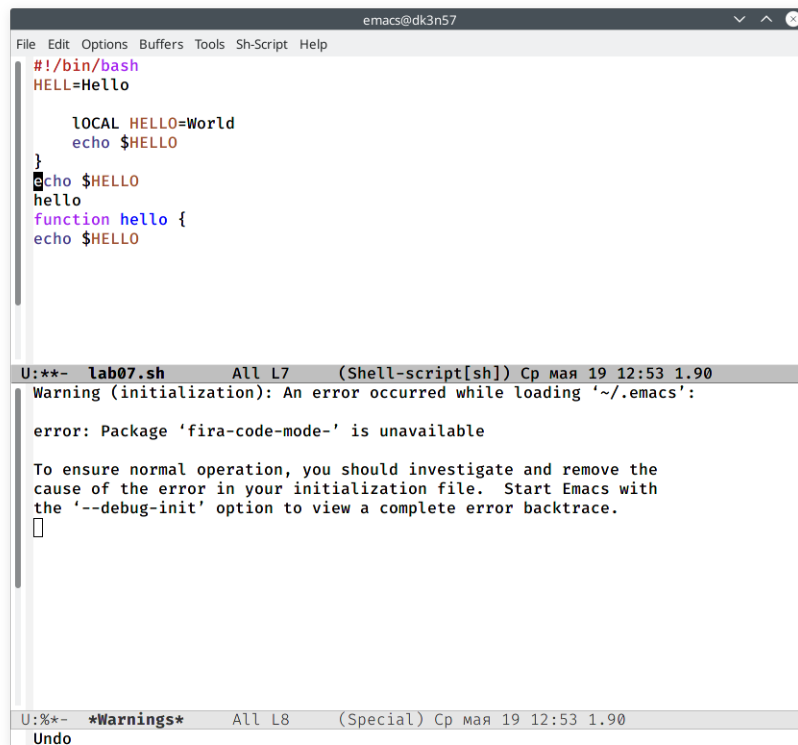 emacs@dk3n57
File Edit Options Buffers Tools Sh-Script Help
#!/bin/bash
HELL=Hello
lOCAL HELLO=World
echo $HELLO
}
echo $HELLO
hello
function hello {
echo $HELLO
U:**- lab07.sh All L7 (Shell-script[sh]) Ср мая 19 12:53 1.90
Warning (initialization): An error occurred while loading ‘~/.emacs’:
error: Package ‘fira-code-mode-’ is unavailable
To ensure normal operation, you should investigate and remove the
cause of the error in your initialization file.  Start Emacs with
the ‘--debug-init’ option to view a complete error backtrace.
U:%*- *Warnings* All L8 (Special) Ср мая 19 12:53 1.90
Undo